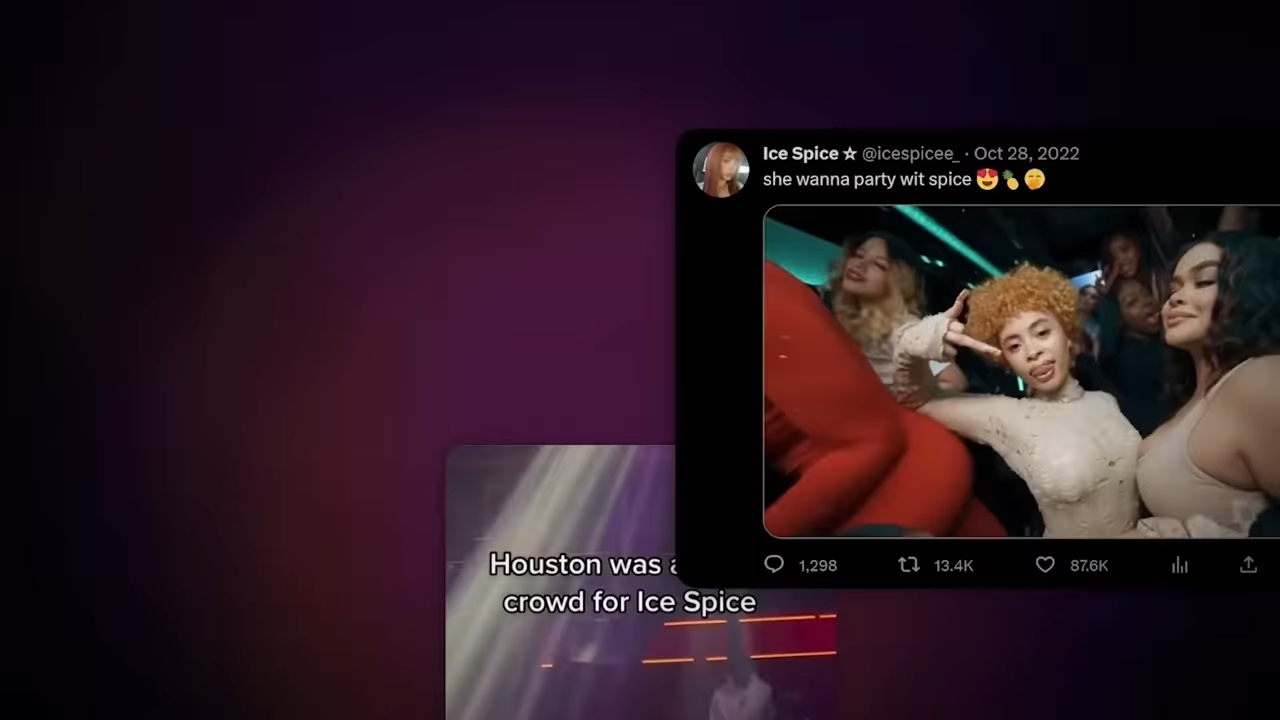 Ice Spice ☆ @icespicee_ · Oct 28, 2022
she wanna party wit spice 😍🍍🤭
1,298 13.4K 87.6K
Houston was
crowd for Ice Spice